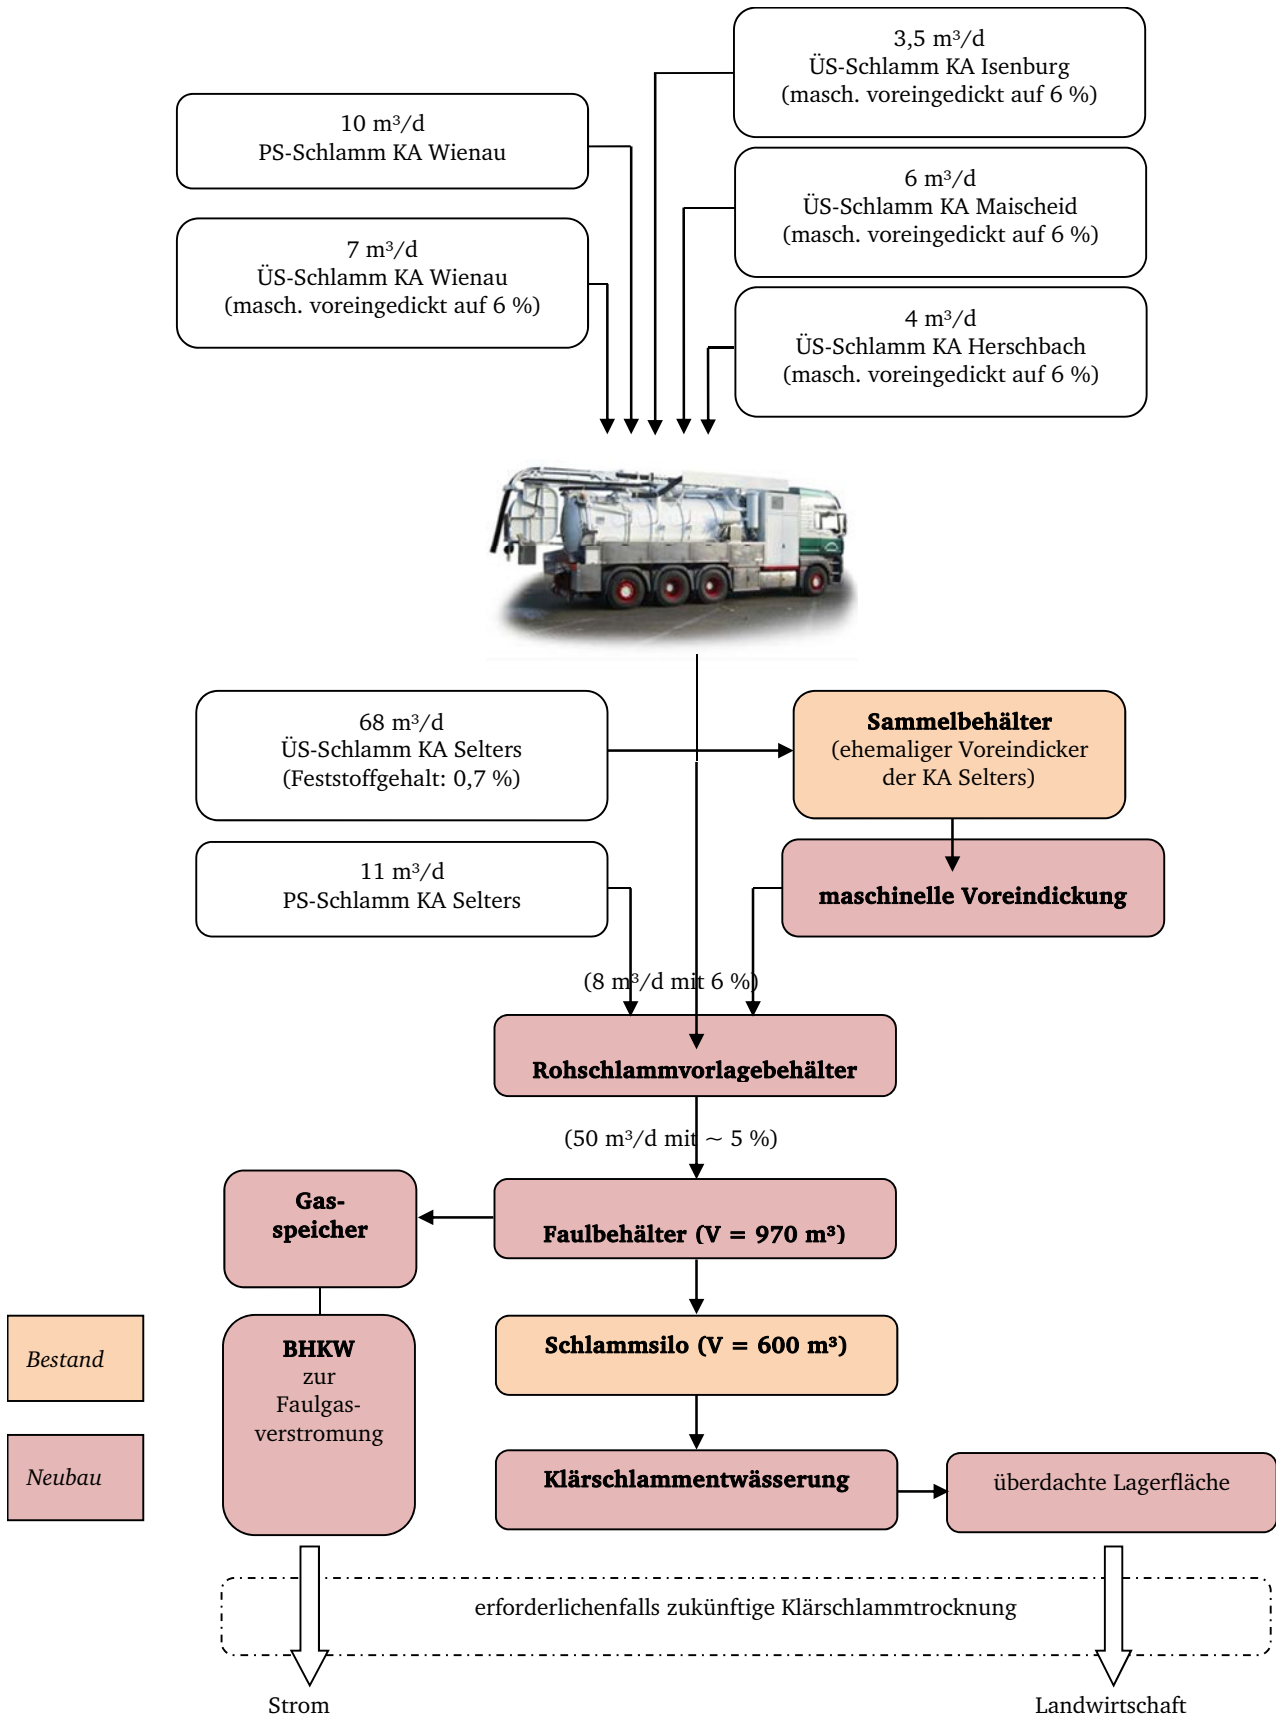 3,5 m³/d
ÜS-Schlamm KA Isenburg
(masch. voreingedickt auf 6 %)
10 m³/d
PS-Schlamm KA Wienau
6 m³/d
ÜS-Schlamm KA Maischeid
(masch. voreingedickt auf 6 %)
7 m³/d
ÜS-Schlamm KA Wienau
(masch. voreingedickt auf 6 %)
4 m³/d
ÜS-Schlamm KA Herschbach
(masch. voreingedickt auf 6 %)
68 m³/d
ÜS-Schlamm KA Selters
(Feststoffgehalt: 0,7 %)
Sammelbehälter
(ehemaliger Voreindicker
der KA Selters)
11 m³/d
PS-Schlamm KA Selters
maschinelle Voreindickung
(8 m³/d mit 6 %)
Rohschlammvorlagebehälter
(50 m³/d mit ~ 5 %)
Gas-
speicher
Faulbehälter (V = 970 m³)
Schlammsilo (V = 600 m³)
BHKW
zur
Faulgas-
verstromung
Bestand
Neubau
Klärschlammentwässerung
überdachte Lagerfläche
erforderlichenfalls zukünftige Klärschlammtrocknung
Strom
Landwirtschaft